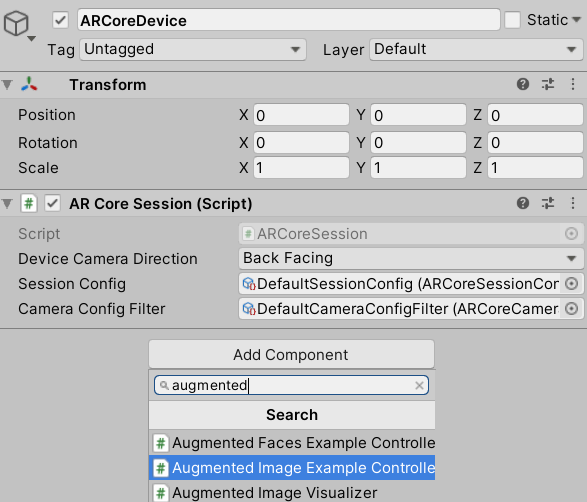 ARCoreDevice Static
Tag Untagged Layer Default
Transform
Position X 0 Y 0 Z 0
Rotation X 0 Y 0 Z 0
Scale X 1 Y 1 Z 1
# AR Core Session (Script)
Script # ARCoreSession
Device Camera Direction Back Facing
Session Config DefaultSessionConfig (ARCoreSessionCon
Camera Config Filter DefaultCameraConfigFilter (ARCoreCamer
Add Component
augmented
Search
# Augmented Faces Example Controlle
# Augmented Image Example Controlle
# Augmented Image Visualizer